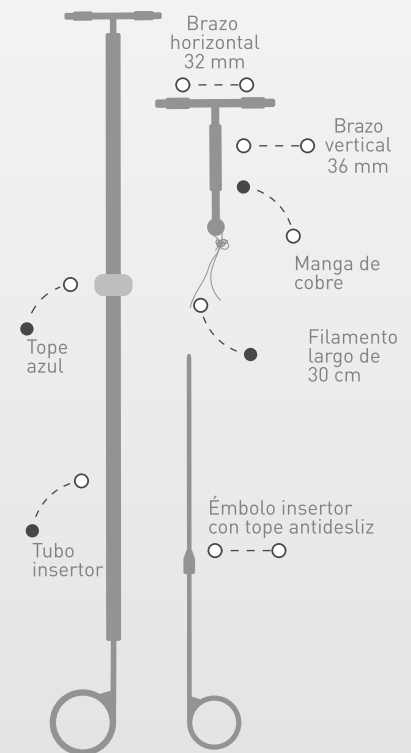 Brazo
horizontal
32 mm
Brazo
vertical
36 mm
Manga de
cobre
Tope
azul
Filamento
largo de
30 cm
Émbolo insertor
con tope antidesliz
Tubo
insertor